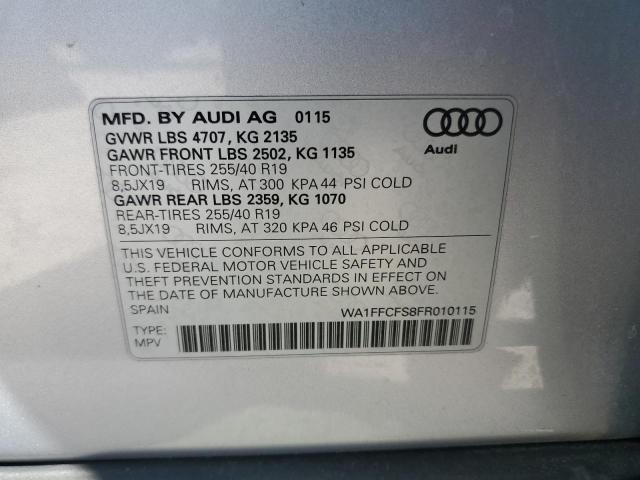 MFD. BY AUDI AG 0115
GVWR LBS 4707, KG 2135
GAWR FRONT LBS 2502, KG 1135
FRONT-TIRES 255/40 R19
8,5JX19 RIMS, AT 300 KPA 44 PSI COLD
GAWR REAR LBS 2359, KG 1070
REAR-TIRES 255/40 R19
8,5JX19 RIMS, AT 320 KPA 46 PSI COLD
Audi
THIS VEHICLE CONFORMS TO ALL APPLICABLE
U.S. FEDERAL MOTOR VEHICLE SAFETY AND
THEFT PREVENTION STANDARDS IN EFFECT ON
THE DATE OF MANUFACTURE SHOWN ABOVE.
SPAIN WA1FFCFS8FR010115
TYPE:
MPV